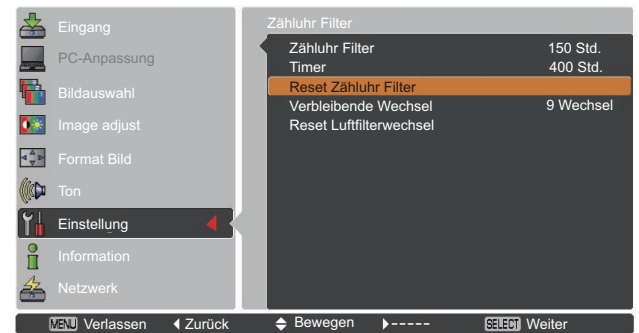 Eingang
PC-Anpassung
Bildauswahl
Image adjust
Format Bild
Ton
Einstellung
Information
Netzwerk
Zähluhr Filter
Zähluhr Filter 150 Std.
Timer 400 Std.
Reset Zähluhr Filter
Verbleibende Wechsel 9 Wechsel
Reset Luftfilterwechsel
MENU Verlassen Zurück Bewegen ----- SELECT Weiter